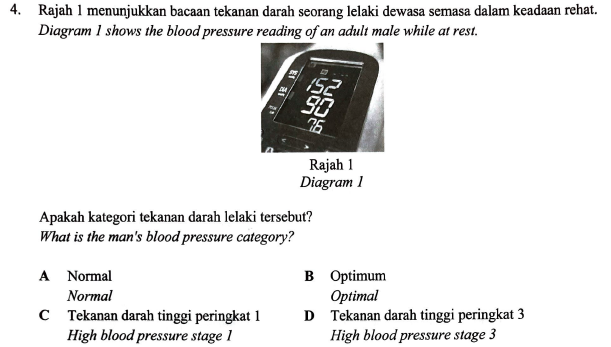 4. Rajah 1 menunjukkan bacaan tekanan darah seorang lelaki dewasa semasa dalam keadaan rehat.
Diagram 1 shows the blood pressure reading of an adult male while at rest.
SYS
152
DIA
90
76
Rajah 1
Diagram 1
Apakah kategori tekanan darah lelaki tersebut?
What is the man's blood pressure category?
A Normal B Optimum
Normal Optimal
C Tekanan darah tinggi peringkat 1 D Tekanan darah tinggi peringkat 3
High blood pressure stage 1 High blood pressure stage 3